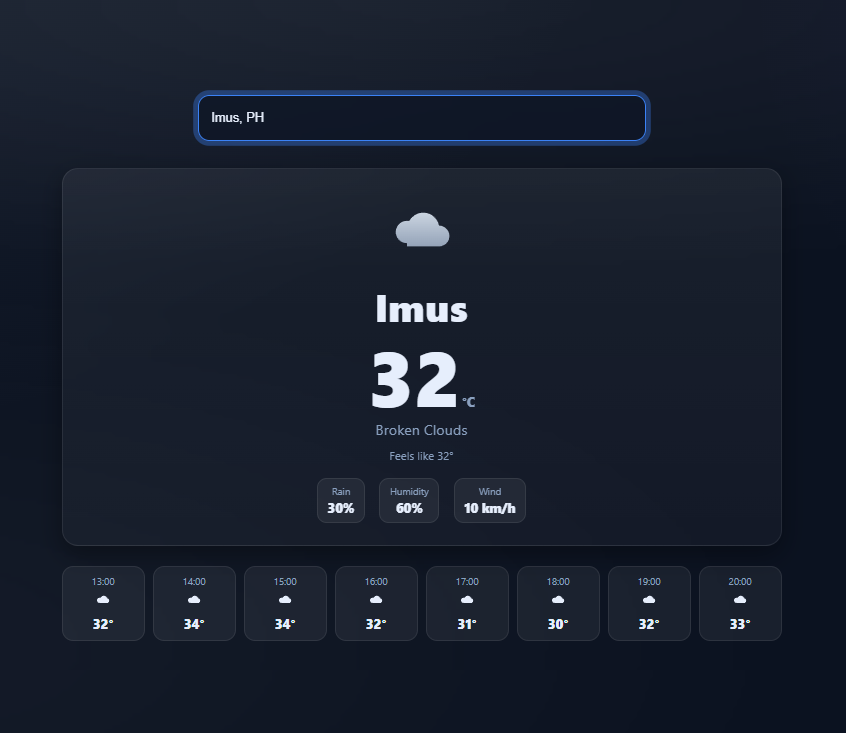 Imus, PH
Imus
32 °C
Broken Clouds
Feels like 32°
Rain Humidity Wind
30% 60% 10 km/h
13:00 14:00 15:00 16:00 17:00 18:00 19:00 20:00
32° 34° 34° 32° 31° 30° 32° 33°